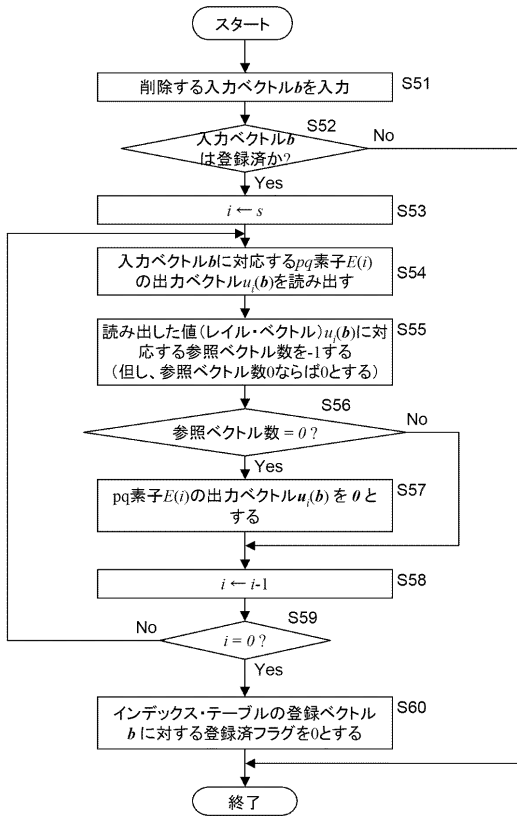 スタート
削除する入力ベクトルbを入力
S51
S52
入力ベクトルb
は登録済か?
No
Yes
i ← s
S53
入力ベクトルbに対応するpq素子E(i)
の出力ベクトルui(b)を読み出す
S54
読み出した値(レイル・ベクトル)ui(b)に対
応する参照ベクトル数を-1する
(但し、参照ベクトル数0ならば0とする)
S55
S56
参照ベクトル数 = 0 ?
No
Yes
pq素子E(i)の出力ベクトルui(b) を 0 と
する
S57
i ← i-1
S58
S59
i = 0 ?
No
Yes
インデックス・テーブルの登録ベクトル
b に対する登録済フラグを0とする
S60
終了